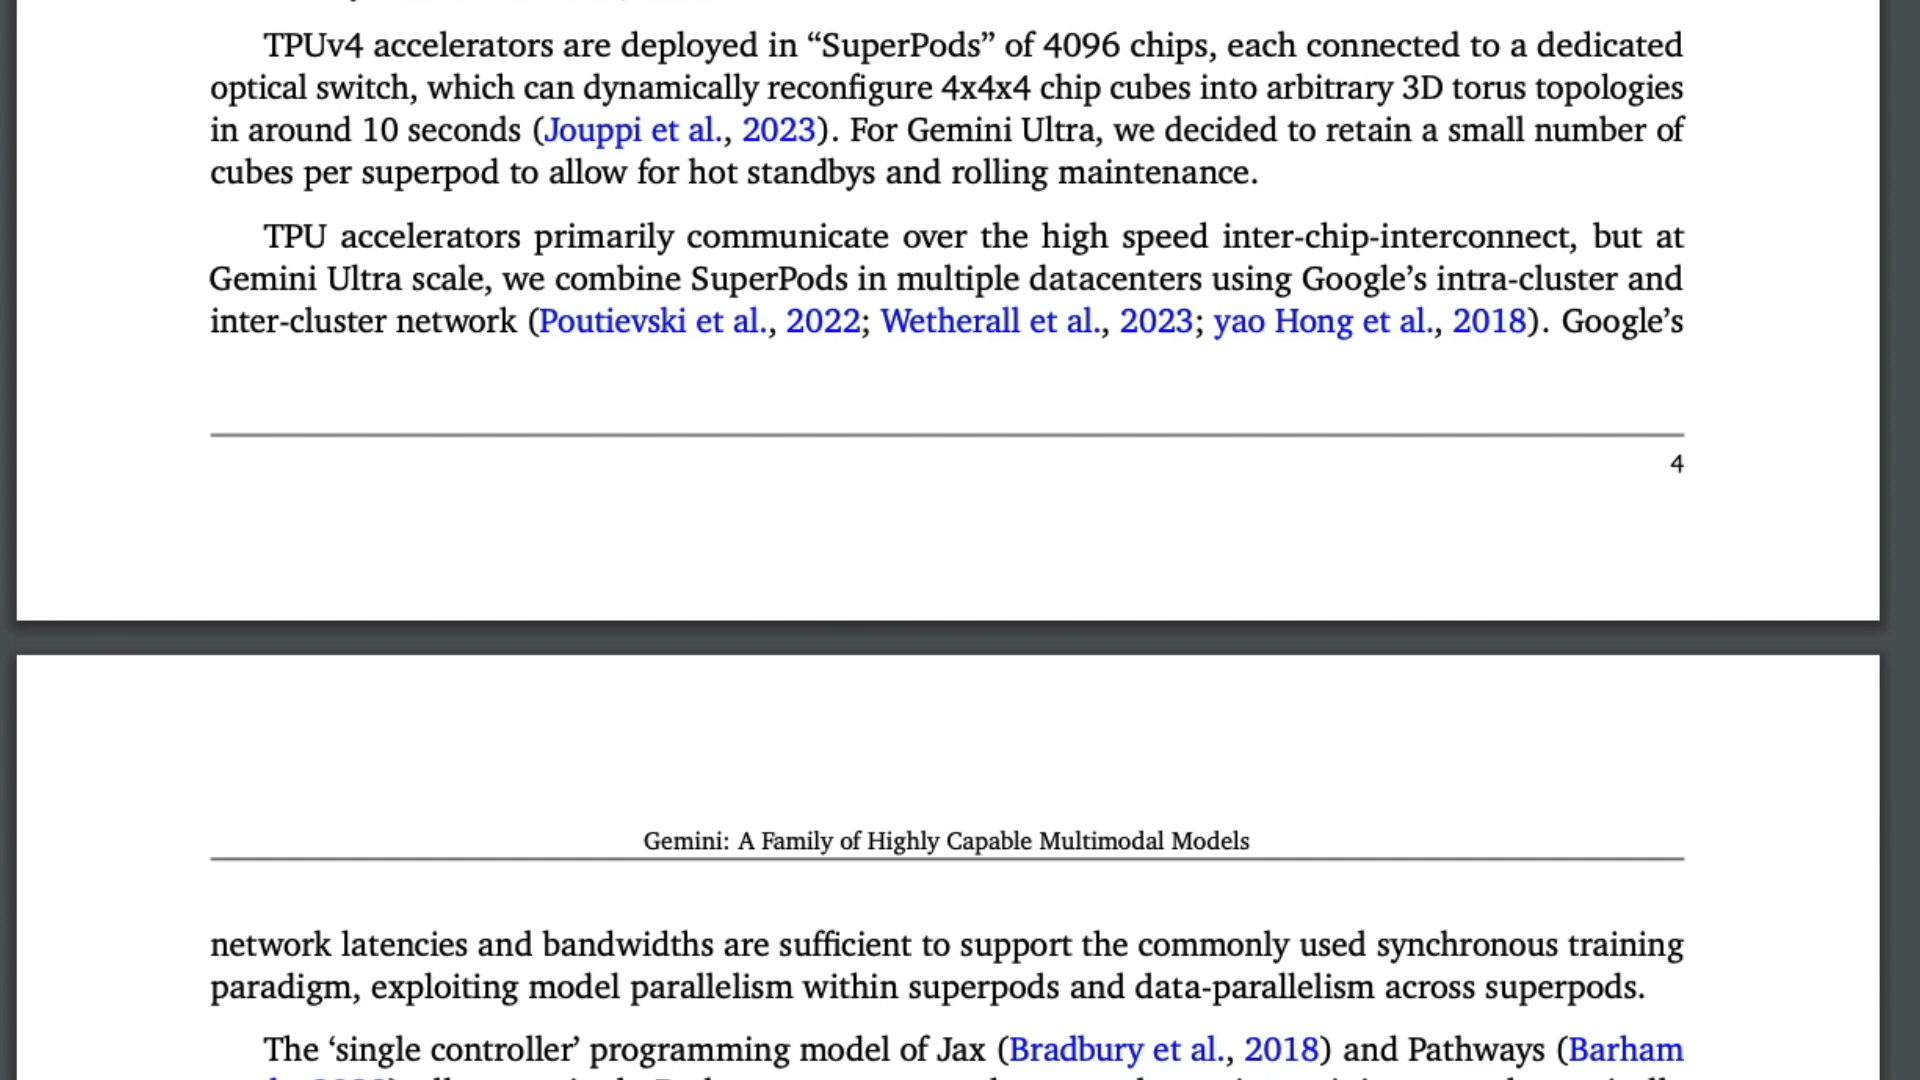 TPUv4 accelerators are deployed in “SuperPods” of 4096 chips, each connected to a dedicated
optical switch, which can dynamically reconfigure 4x4x4 chip cubes into arbitrary 3D torus topologies
in around 10 seconds (Jouppi et al., 2023). For Gemini Ultra, we decided to retain a small number of
cubes per superpod to allow for hot standbys and rolling maintenance.
TPU accelerators primarily communicate over the high speed inter-chip-interconnect, but at
Gemini Ultra scale, we combine SuperPods in multiple datacenters using Google’s intra-cluster and
inter-cluster network (Poutievski et al., 2022; Wetherall et al., 2023; yao Hong et al., 2018). Google’s
4
Gemini: A Family of Highly Capable Multimodal Models
network latencies and bandwidths are sufficient to support the commonly used synchronous training
paradigm, exploiting model parallelism within superpods and data-parallelism across superpods.
The ‘single controller’ programming model of Jax (Bradbury et al., 2018) and Pathways (Barham